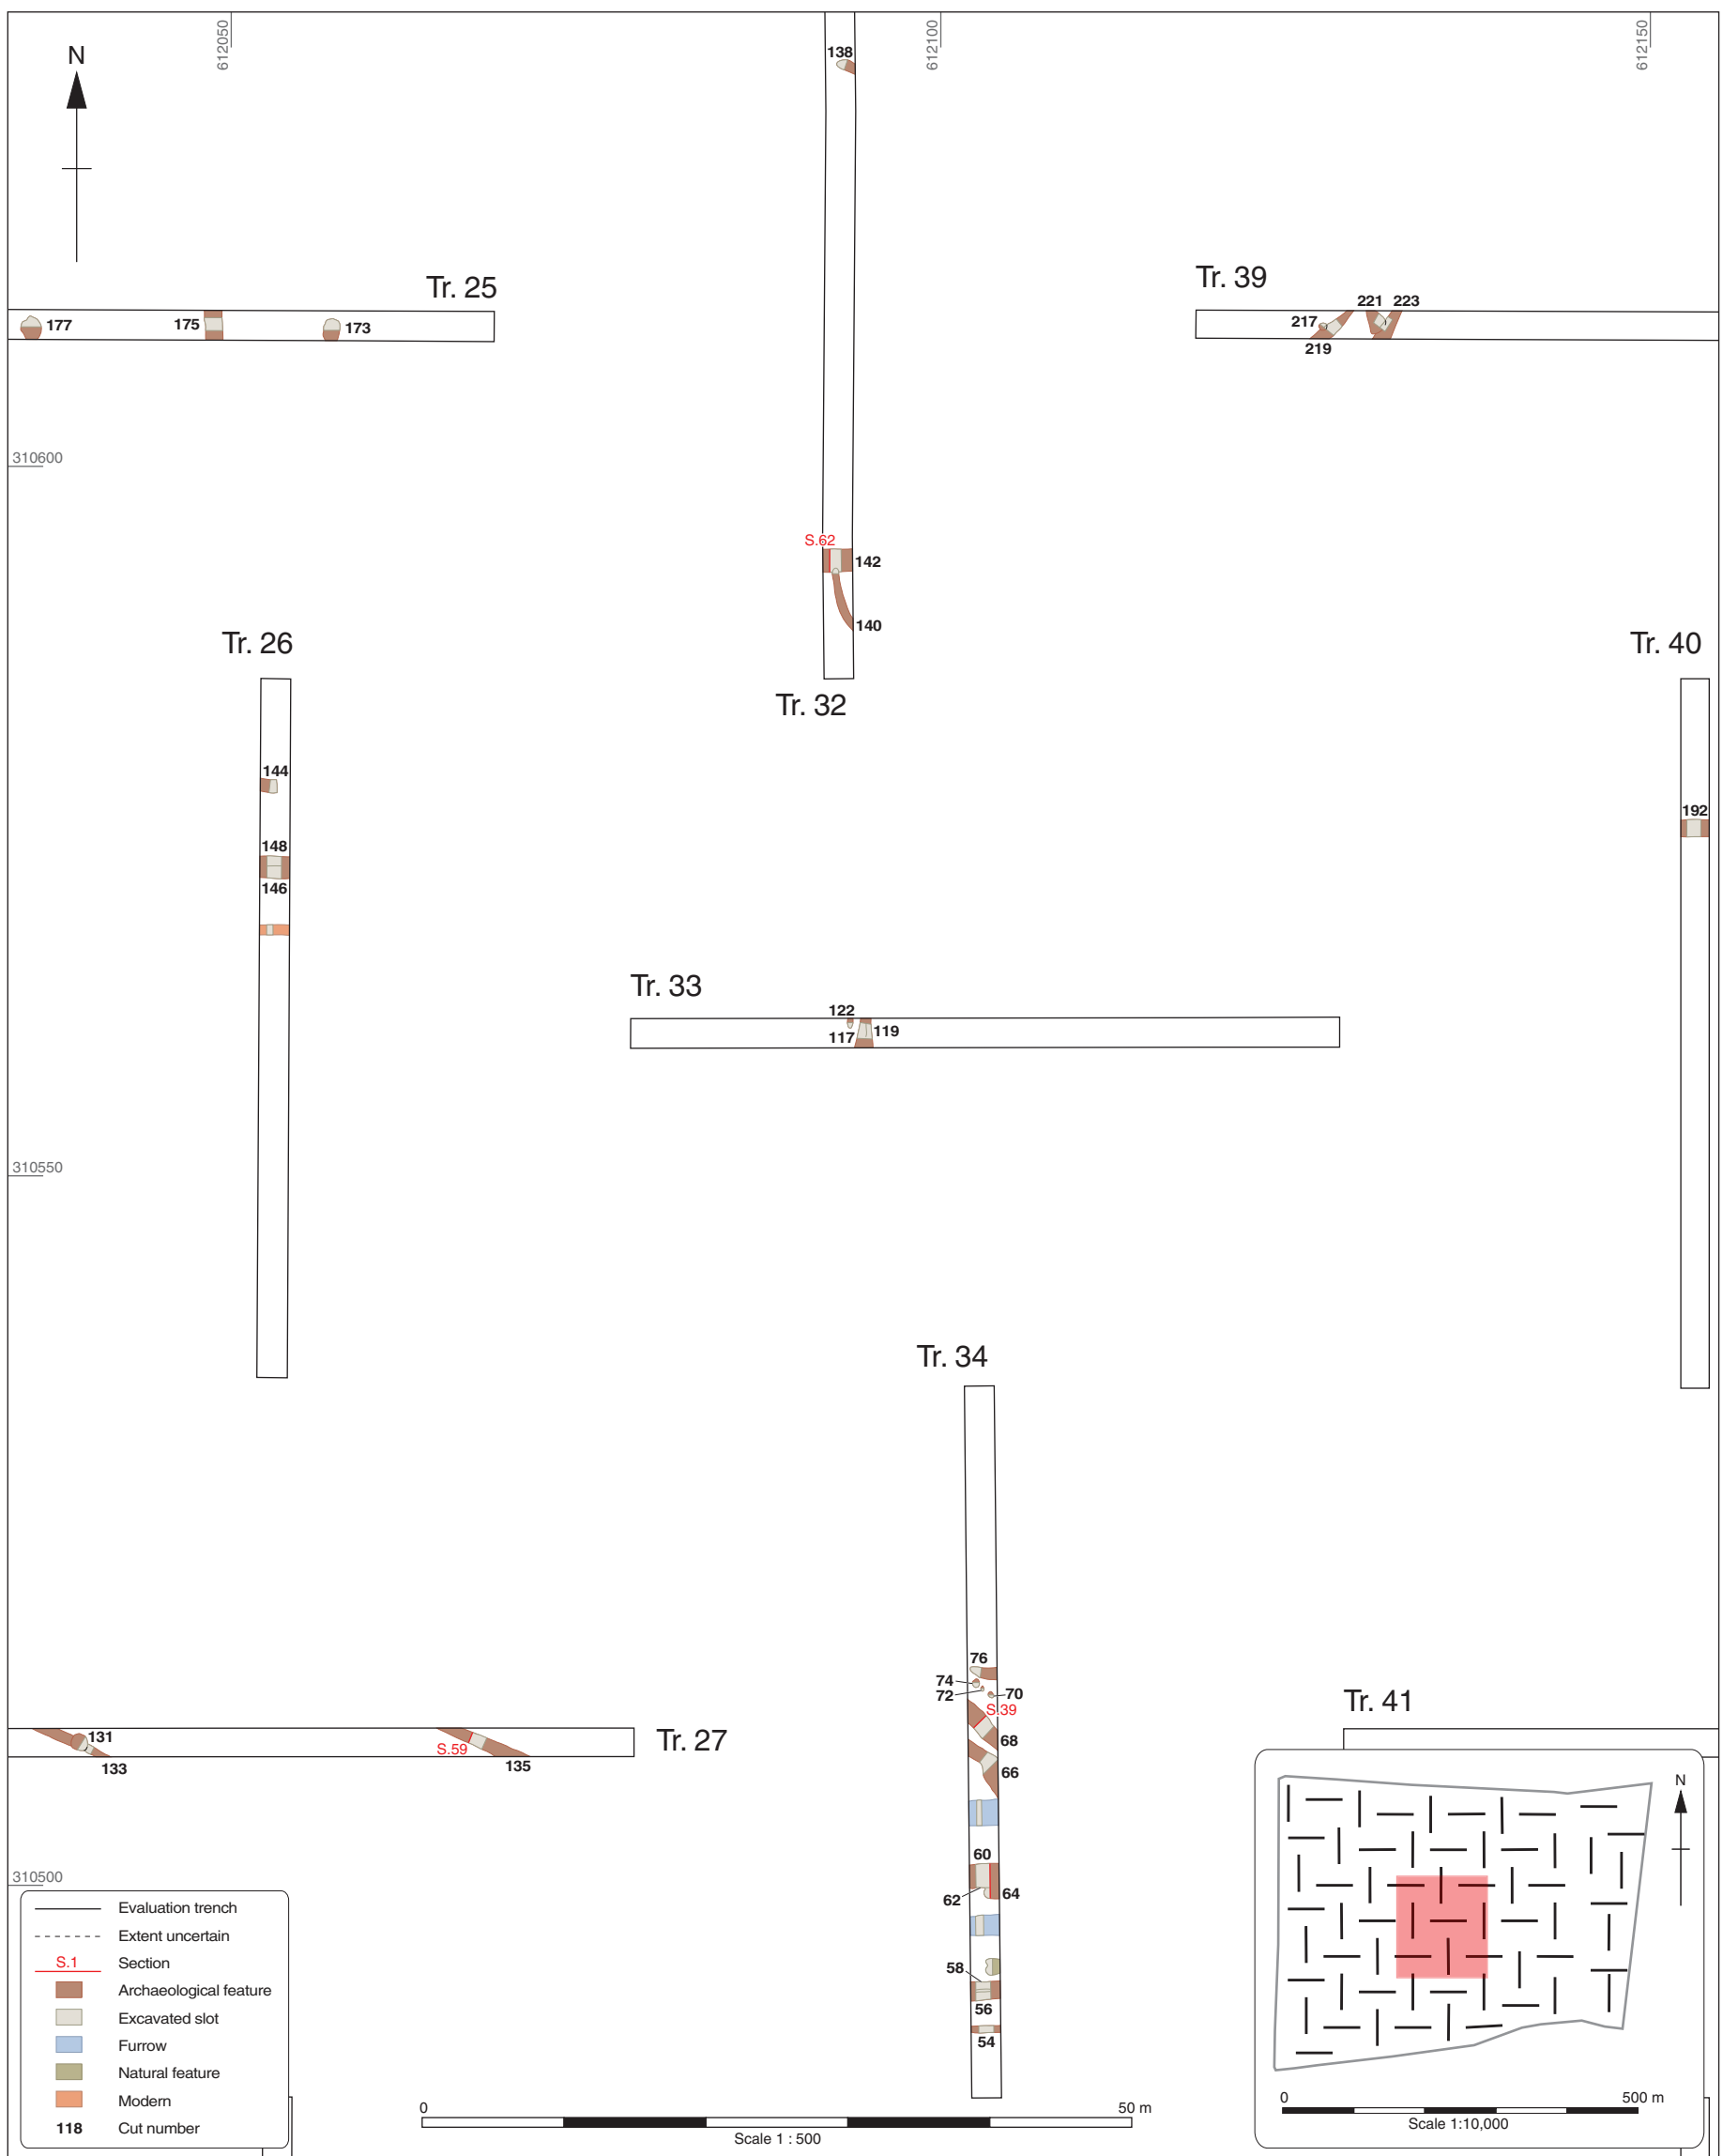 612050
612100
612150
N
138
Tr. 25
Tr. 39
177
175
173
221
223
217
219
310600
S.62
142
140
Tr. 26
Tr. 32
Tr. 40
144
148
146
192
Tr. 33
122
117
119
310550
Tr. 34
76
74
72
70
S.39
68
66
Tr. 41
131
133
S.59
135
Tr. 27
60
62
64
58
56
54
310500
Evaluation trench
Extent uncertain
S.1 Section
Archaeological feature
Excavated slot
Furrow
Natural feature
Modern
118 Cut number
0 50 m
Scale 1 : 500
N
0 500 m
Scale 1:10,000